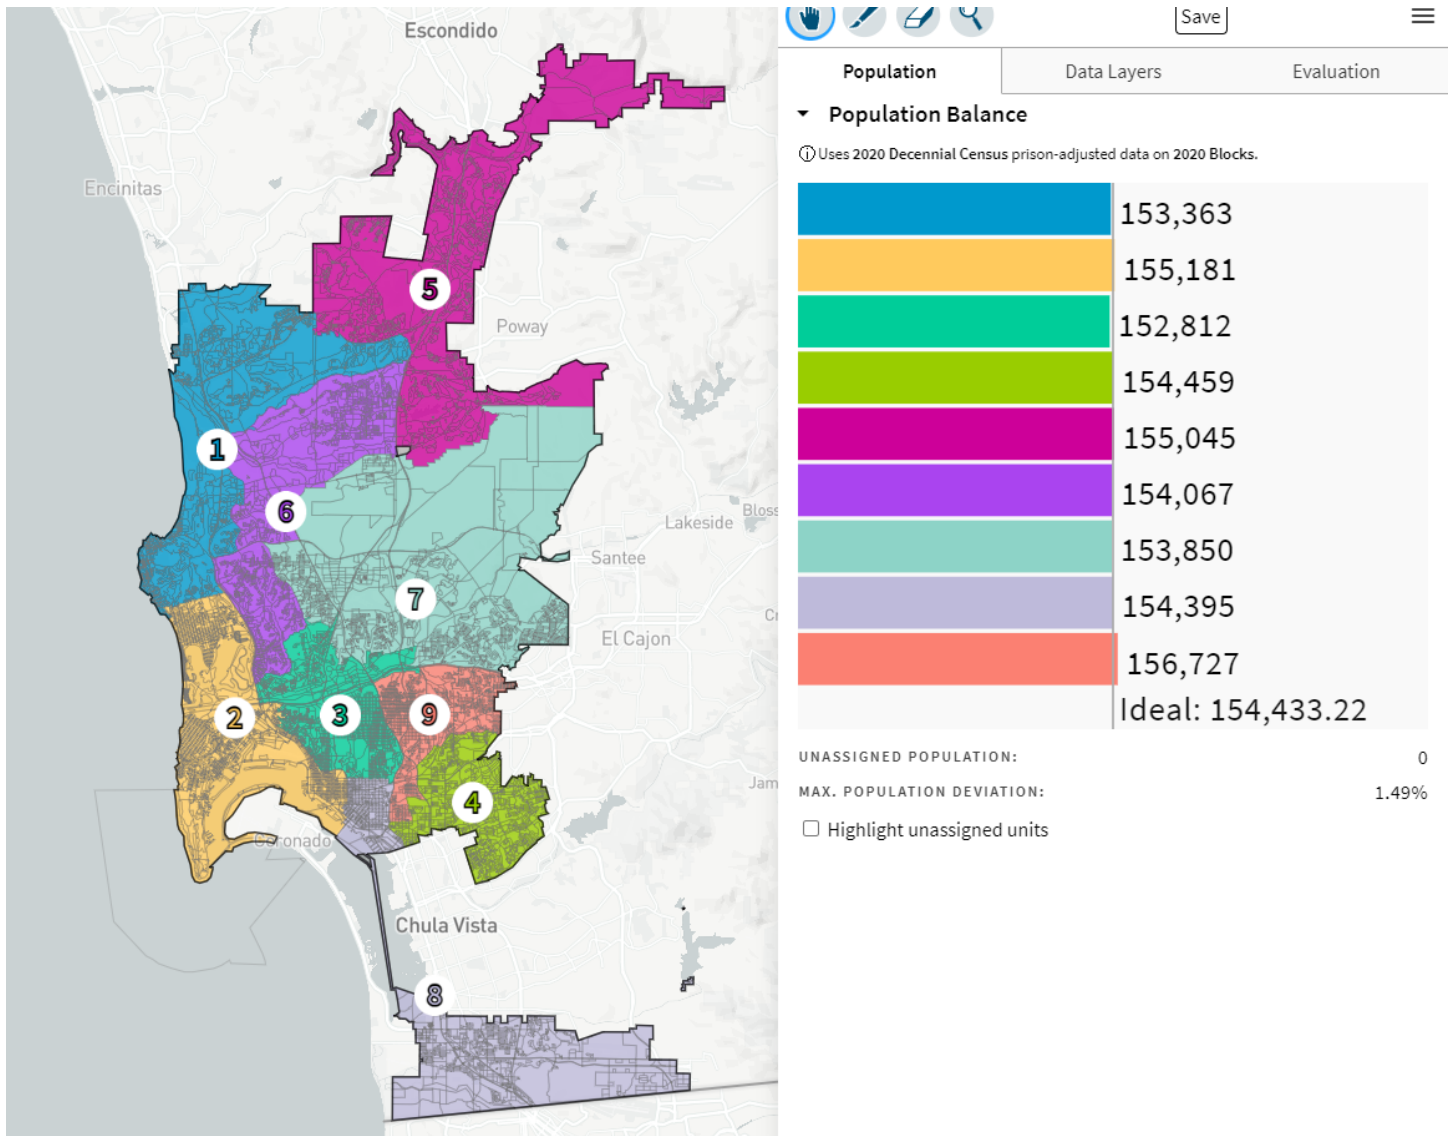 Escondido
Encinitas
5
Poway
1
6
Lakeside
Santee
7
El Cajon
2
3
9
4
Coronado
Chula Vista
8
Save
Population
Data Layers
Evaluation
Population Balance
Uses 2020 Decennial Census prison-adjusted data on 2020 Blocks.
153,363
155,181
152,812
154,459
155,045
154,067
153,850
154,395
156,727
Ideal: 154,433.22
UNASSIGNED POPULATION: 0
MAX. POPULATION DEVIATION: 1.49%
Highlight unassigned units